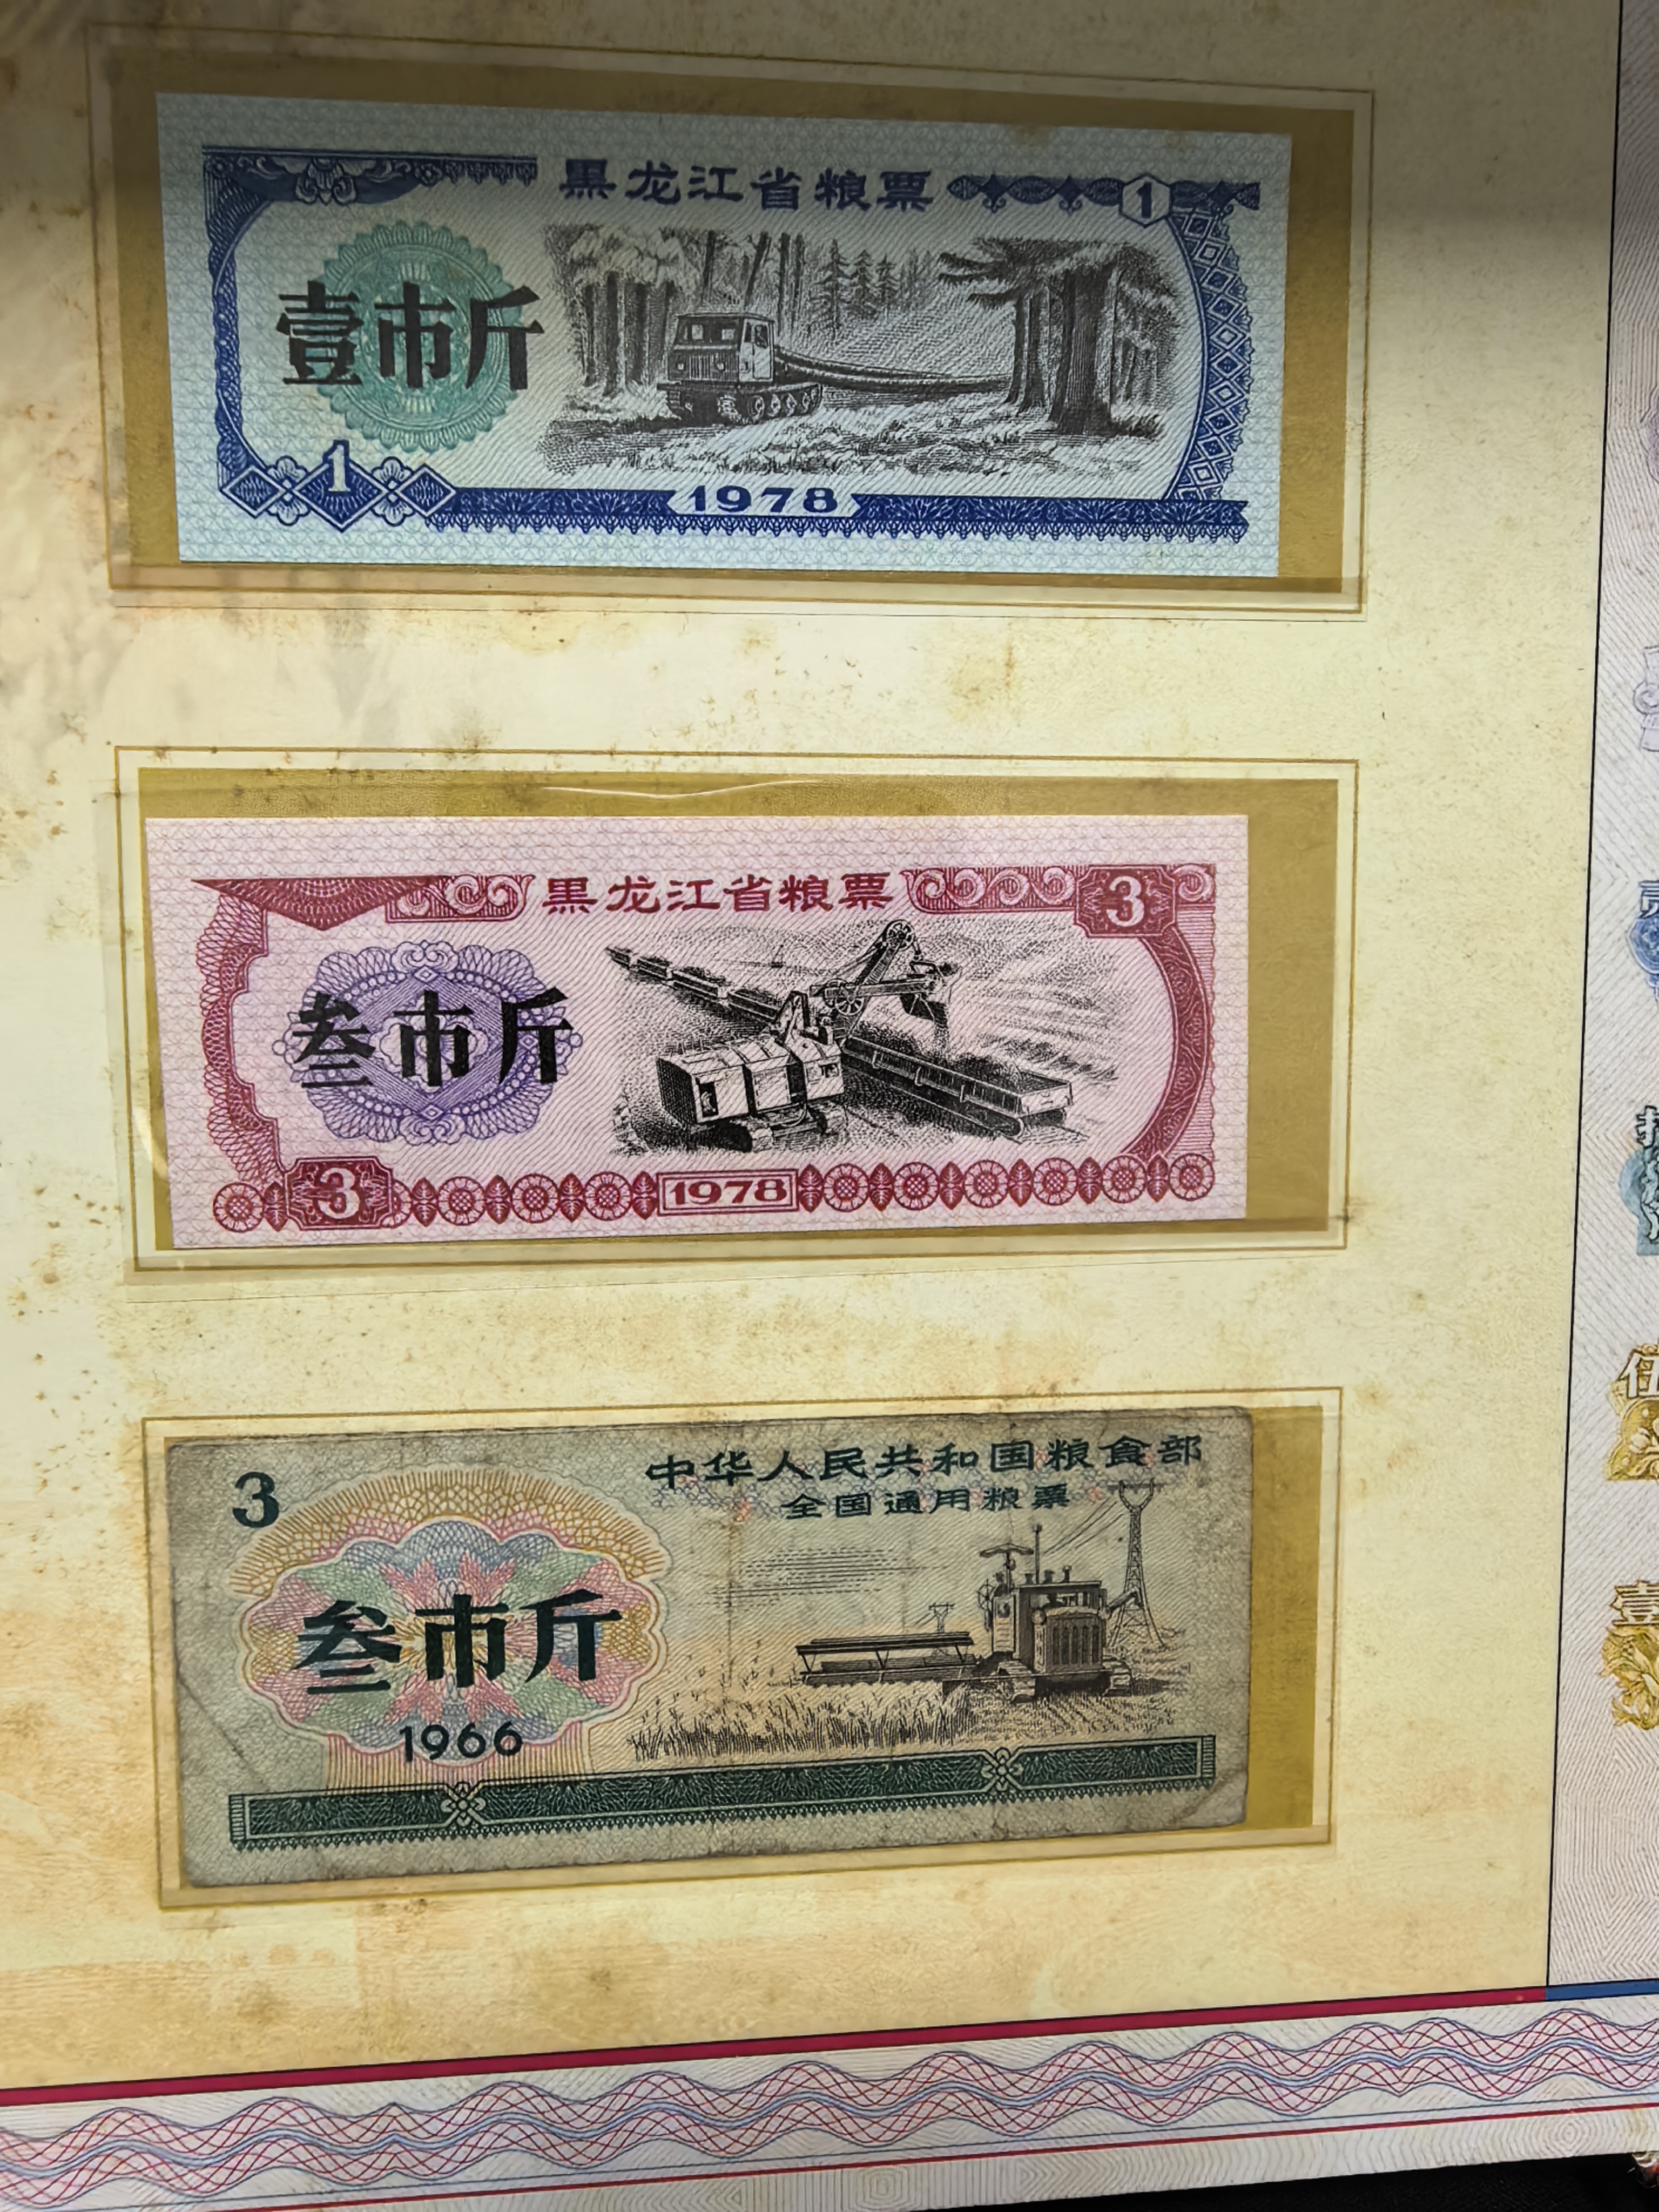 黑龙江省粮票
1
壹市斤
1
1978
黑龙江省粮票
3
叁市斤
3
1978
3
中华人民共和国粮食部
全国通用粮票
叁市斤
1966
伍
壹